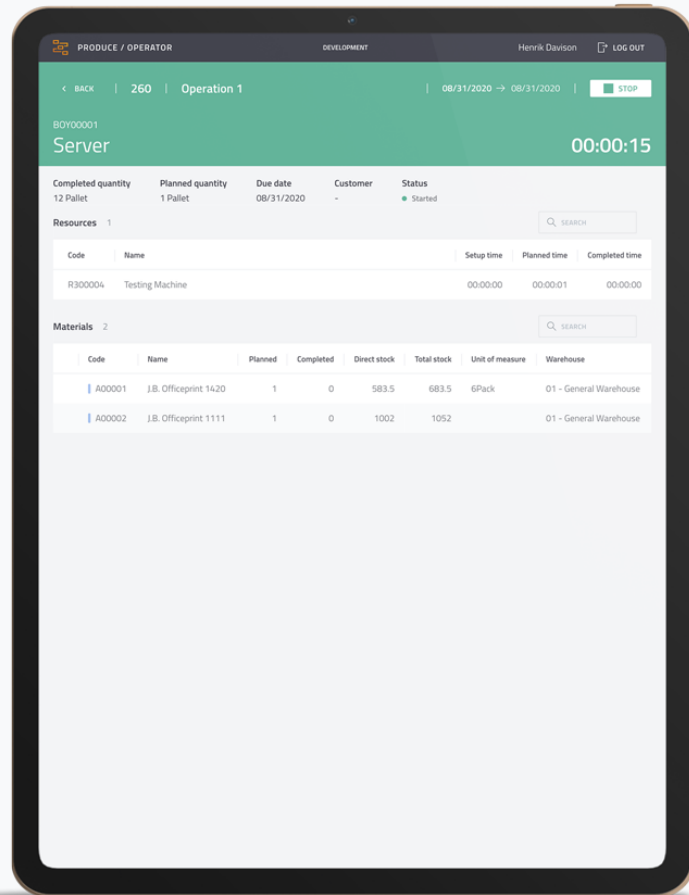 PRODUCE / OPERATOR DEVELOPMENT Henrik Davison LOG OUT
< BACK | 260 | Operation 1 | 08/31/2020 → 08/31/2020 | STOP
BOY00001
Server 00:00:15
Completed quantity Planned quantity Due date Customer Status
12 Pallet 1 Pallet 08/31/2020 - Started
Resources 1 SEARCH
Code Name Setup time Planned time Completed time
R300004 Testing Machine 00:00:00 00:00:01 00:00:00
Materials 2 SEARCH
Code Name Planned Completed Direct stock Total stock Unit of measure Warehouse
A00001 J.B. Officeprint 1420 1 0 583.5 683.5 6Pack 01 - General Warehouse
A00002 J.B. Officeprint 1111 1 0 1002 1052 01 - General Warehouse